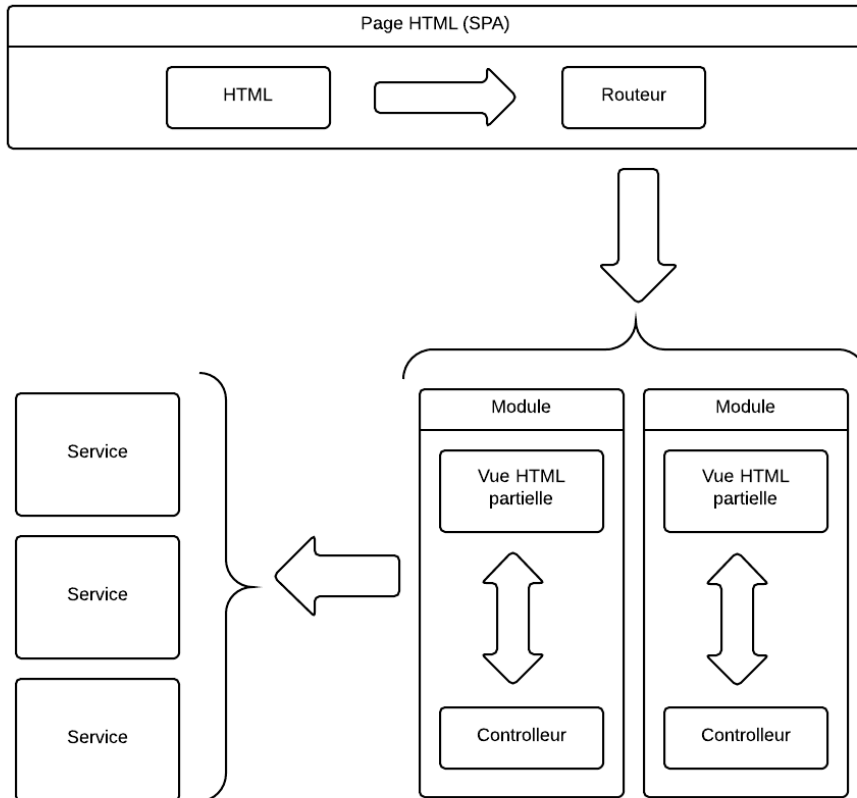 Page HTML (SPA)
HTML
Routeur
Module
Module
Vue HTML
partielle
Vue HTML
partielle
Controlleur
Controlleur
Service
Service
Service